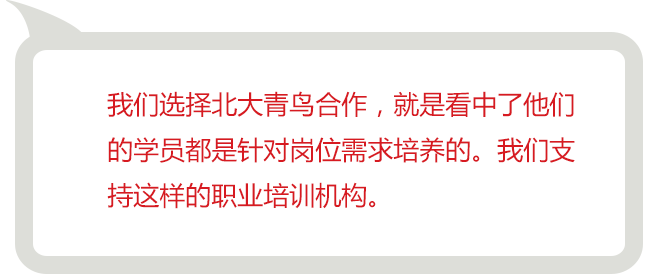 我们选择北大青鸟合作，就是看中了他们
的学员都是针对岗位需求培养的。我们支
持这样的职业培训机构。